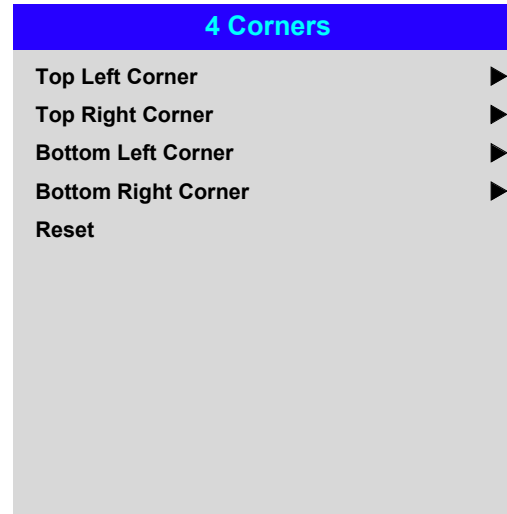 4 Corners
Top Left Corner
Top Right Corner
Bottom Left Corner
Bottom Right Corner
Reset